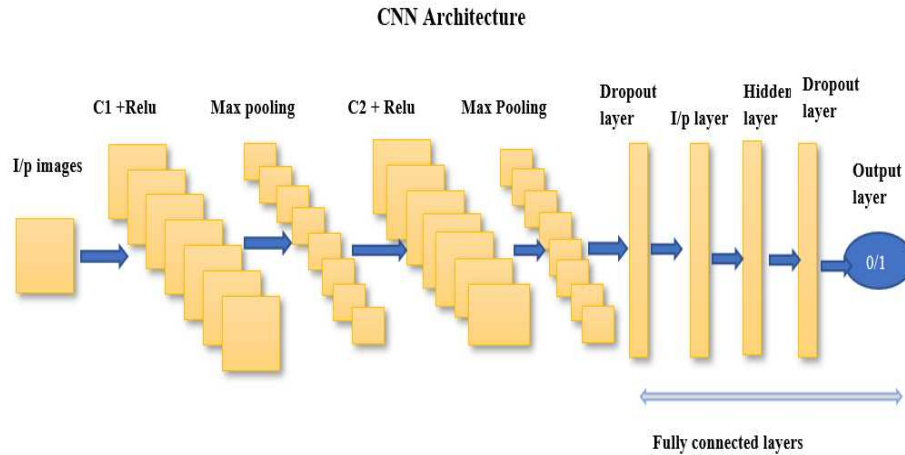 CNN Architecture
C1 +Relu
Max pooling
C2 + Relu
Max Pooling
Dropout
layer
I/p layer
Hidden
layer
Dropout
layer
I/p images
Output
layer
0/1
Fully connected layers